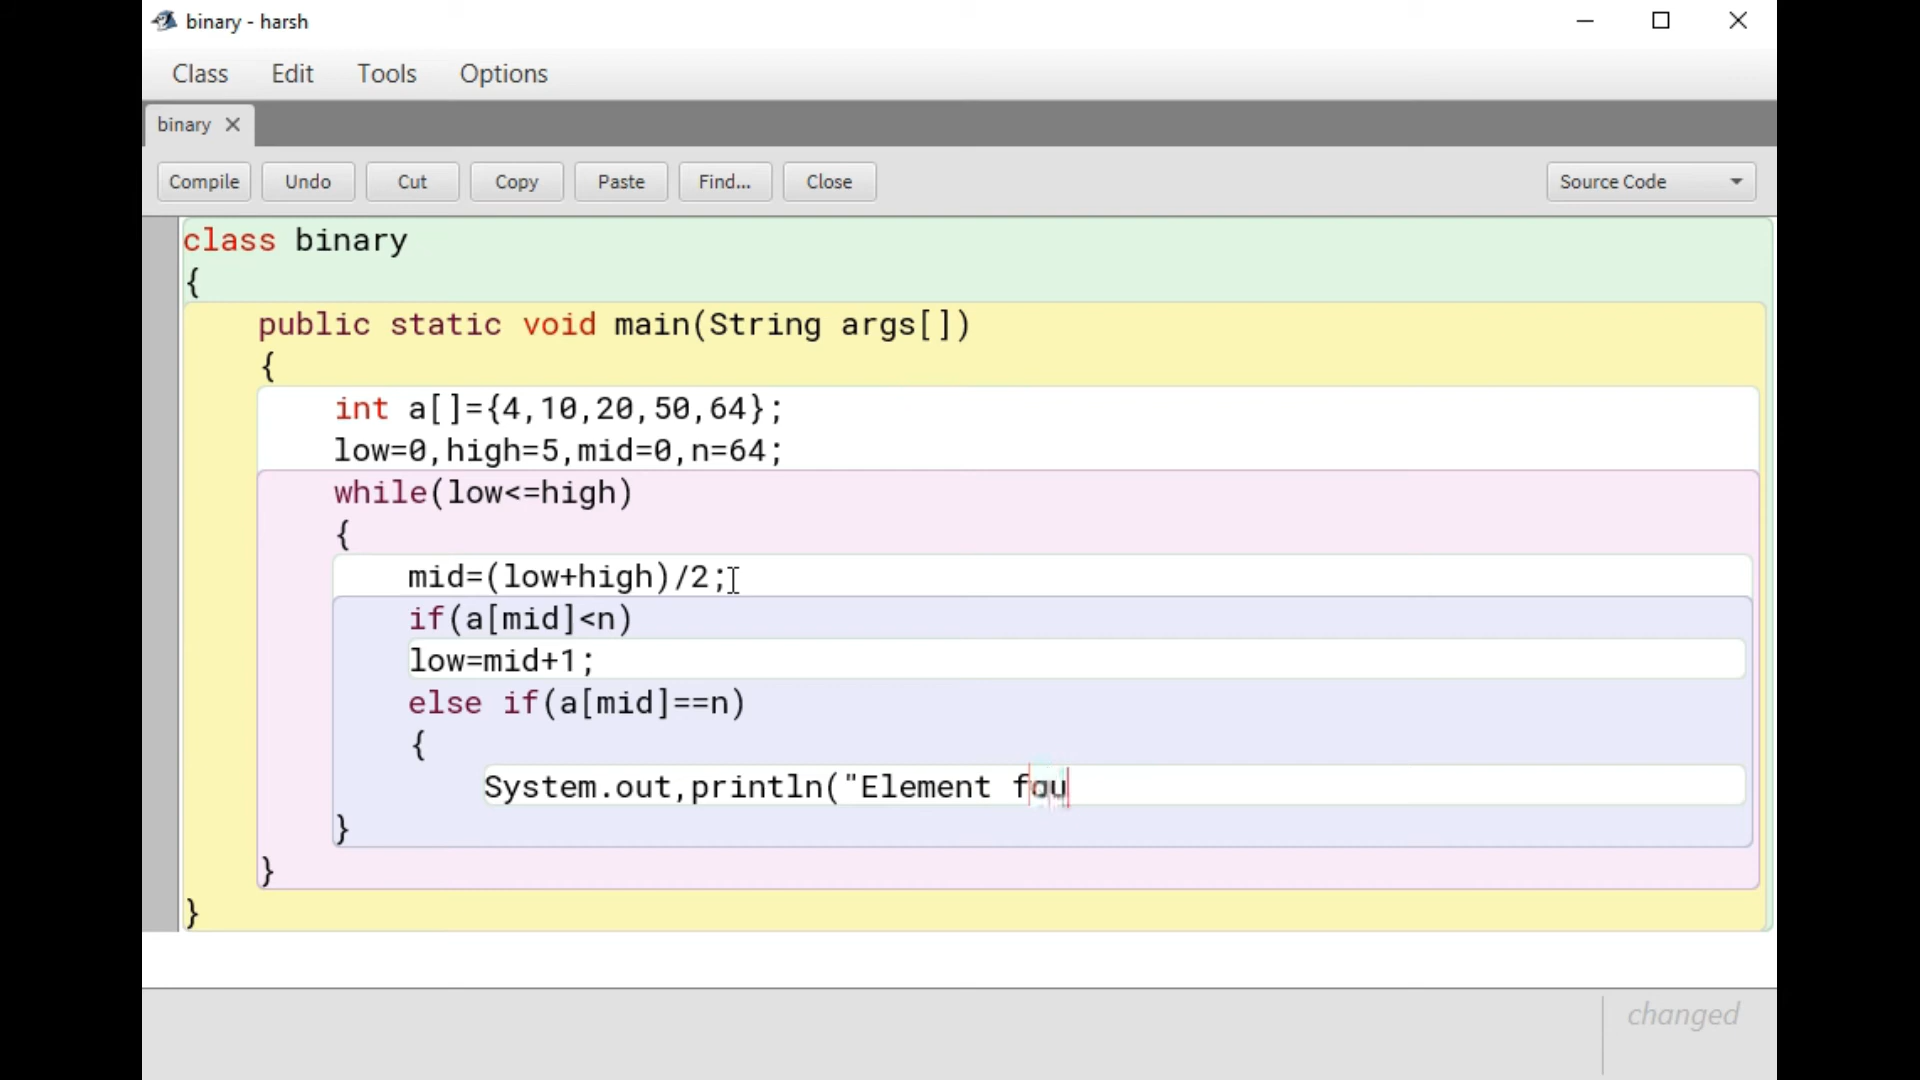 binary - harsh
Class Edit Tools Options
binary
Compile Undo Cut Copy Paste Find... Close Source Code
class binary
{
public static void main(String args[])
{
int a[]={4,10,20,50,64};
low=0,high=5,mid=0,n=64;
while(low<=high)
{
mid=(low+high)/2;
if(a[mid]<n)
low=mid+1;
else if(a[mid]==n)
{
System.out,println("Element fou
}
}
}
changed